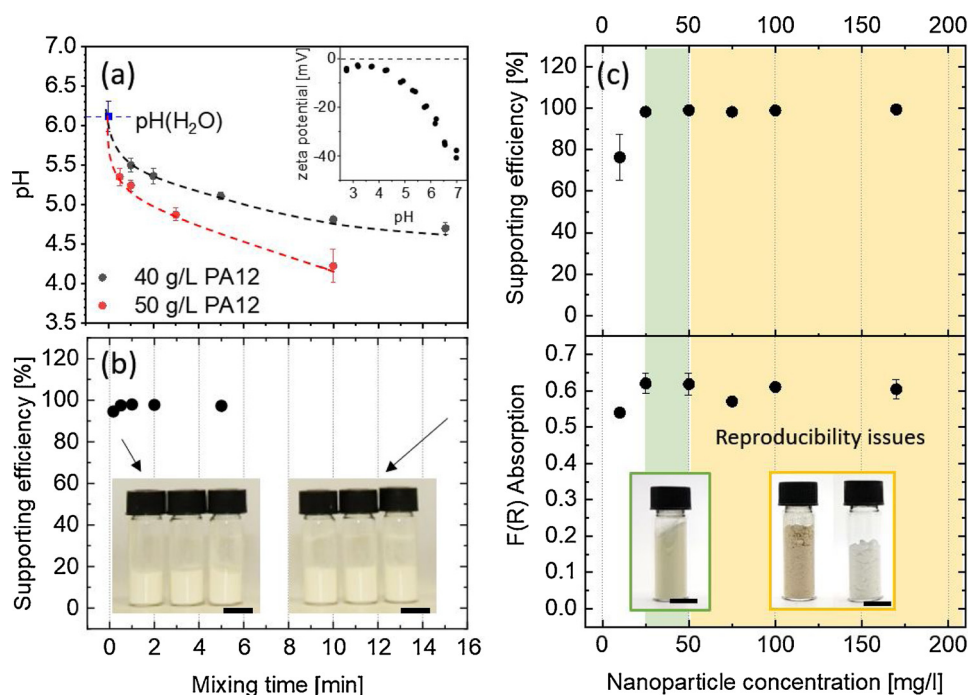 (a)
7.0
6.5
6.0
5.5
5.0
4.5
4.0
3.5
pH
pH(H₂O)
40 g/L PA12
50 g/L PA12
0
-20
-40
zeta potential [mV]
3 4 5 6 7
pH
(b)
120
100
80
60
40
20
0
Supporting efficiency [%]
0 2 4 6 8 10 12 14 16
Mixing time [min]
0 50 100 150 200
(c)
120
100
80
60
40
20
0
Supporting efficiency [%]
0.7
0.6
0.5
0.4
0.3
0.2
0.1
0.0
F(R) Absorption
Reproducibility issues
0 50 100 150 200
Nanoparticle concentration [mg/l]